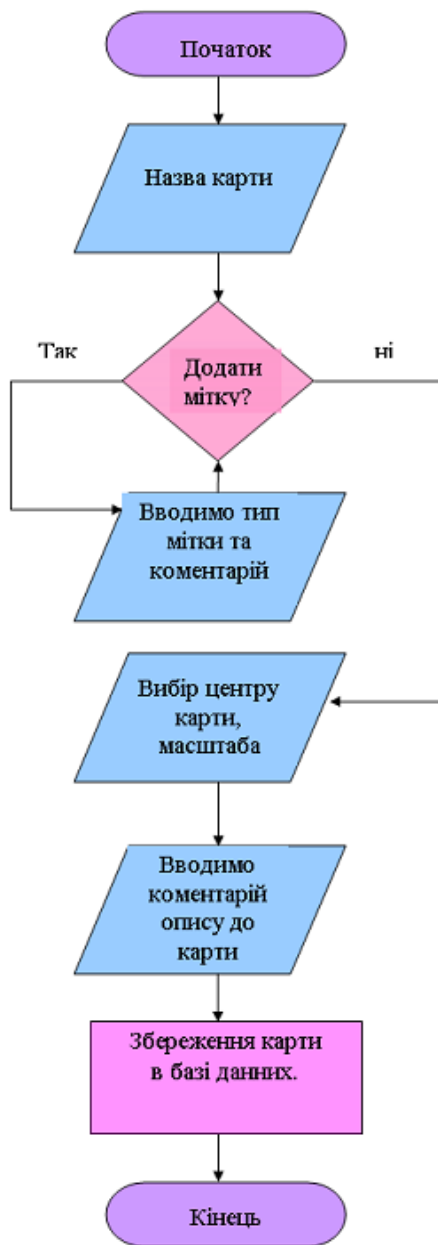 Початок
Назва карти
Так
ні
Додати
мітку?
Вводимо тип
мітки та
коментарій
Вибір центру
карти,
масштаба
Вводимо
коментарій
опису до
карти
Збереження карти
в базі данних.
Кінець